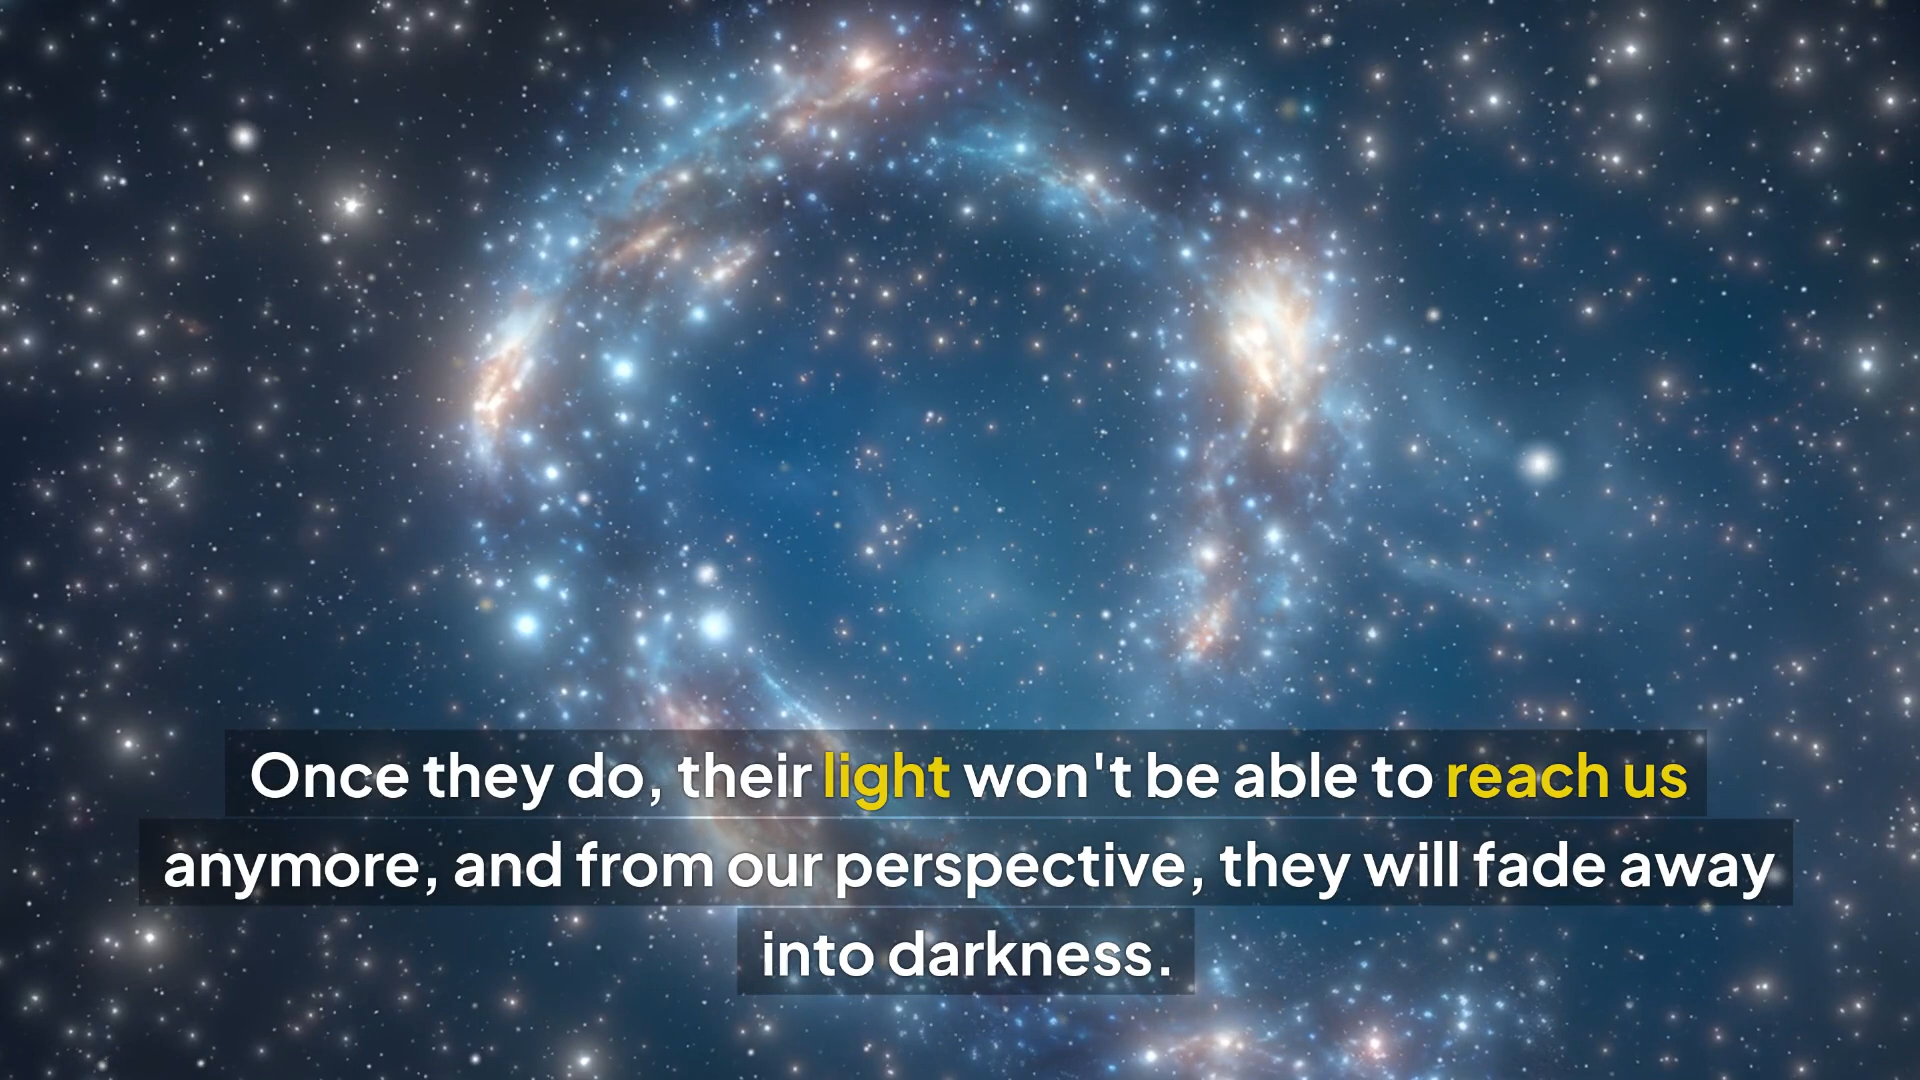 Once they do, their light won't be able to reach us
anymore, and from our perspective, they will fade away
into darkness.